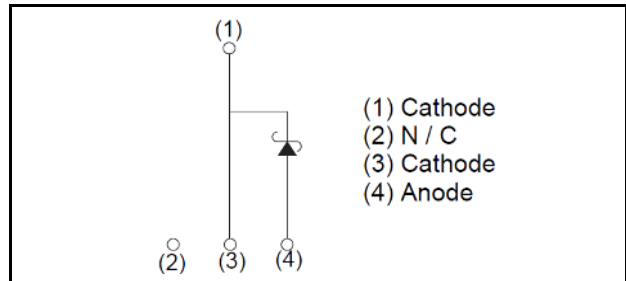 (1)
(1) Cathode
(2) N / C
(3) Cathode
(4) Anode
(2) (3) (4)